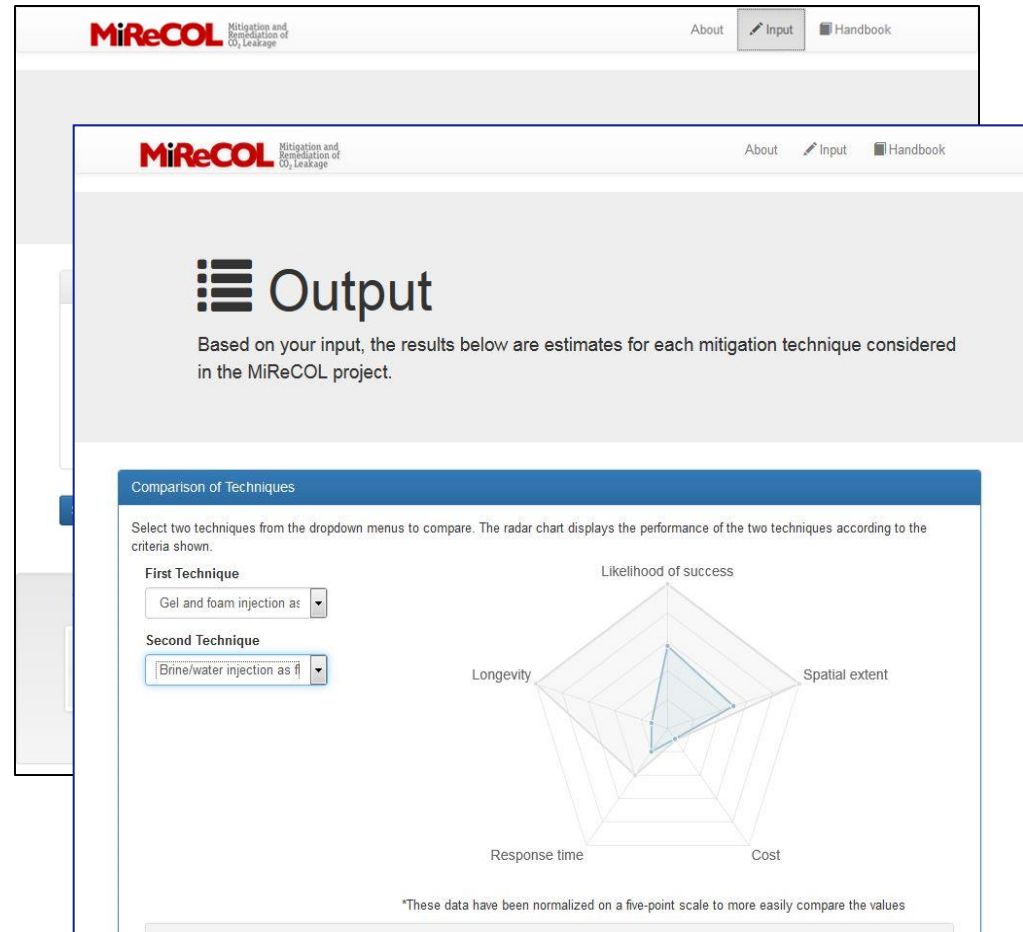 MiReCOL Mitigation and
Remediation of
CO₂ Leakage
About Input Handbook
MiReCOL Mitigation and
Remediation of
CO₂ Leakage
About Input Handbook
Output
Based on your input, the results below are estimates for each mitigation technique considered
in the MiReCOL project.
Comparison of Techniques
Select two techniques from the dropdown menus to compare. The radar chart displays the performance of the two techniques according to the
criteria shown.
First Technique
Gel and foam injection as
Second Technique
Brine/water injection as f
Likelihood of success
Longevity
Spatial extent
Response time
Cost
*These data have been normalized on a five-point scale to more easily compare the values